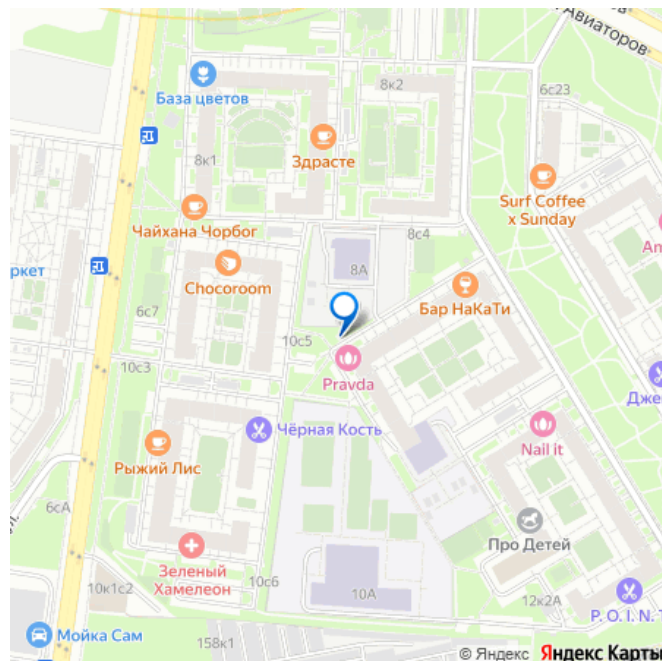 Авиаторов
8к2
База цветов
6с23
Здрасте
8к1
Surf Coffee
x Sunday
Чайхана Чорбог
8с4
8А
ркет
Chocoroom
Бар НаКаТи
6с7
10с5
10с3
Pravda
Дже
Чёрная Кость
Nail it
Рыжий Лис
6сА
Про Детей
Зеленый
Хамелеон
10с6
10к1с2
10А
12к2А
P. O. I. N. T
Мойка Сам
158к1
© Яндекс Яндекс Карты